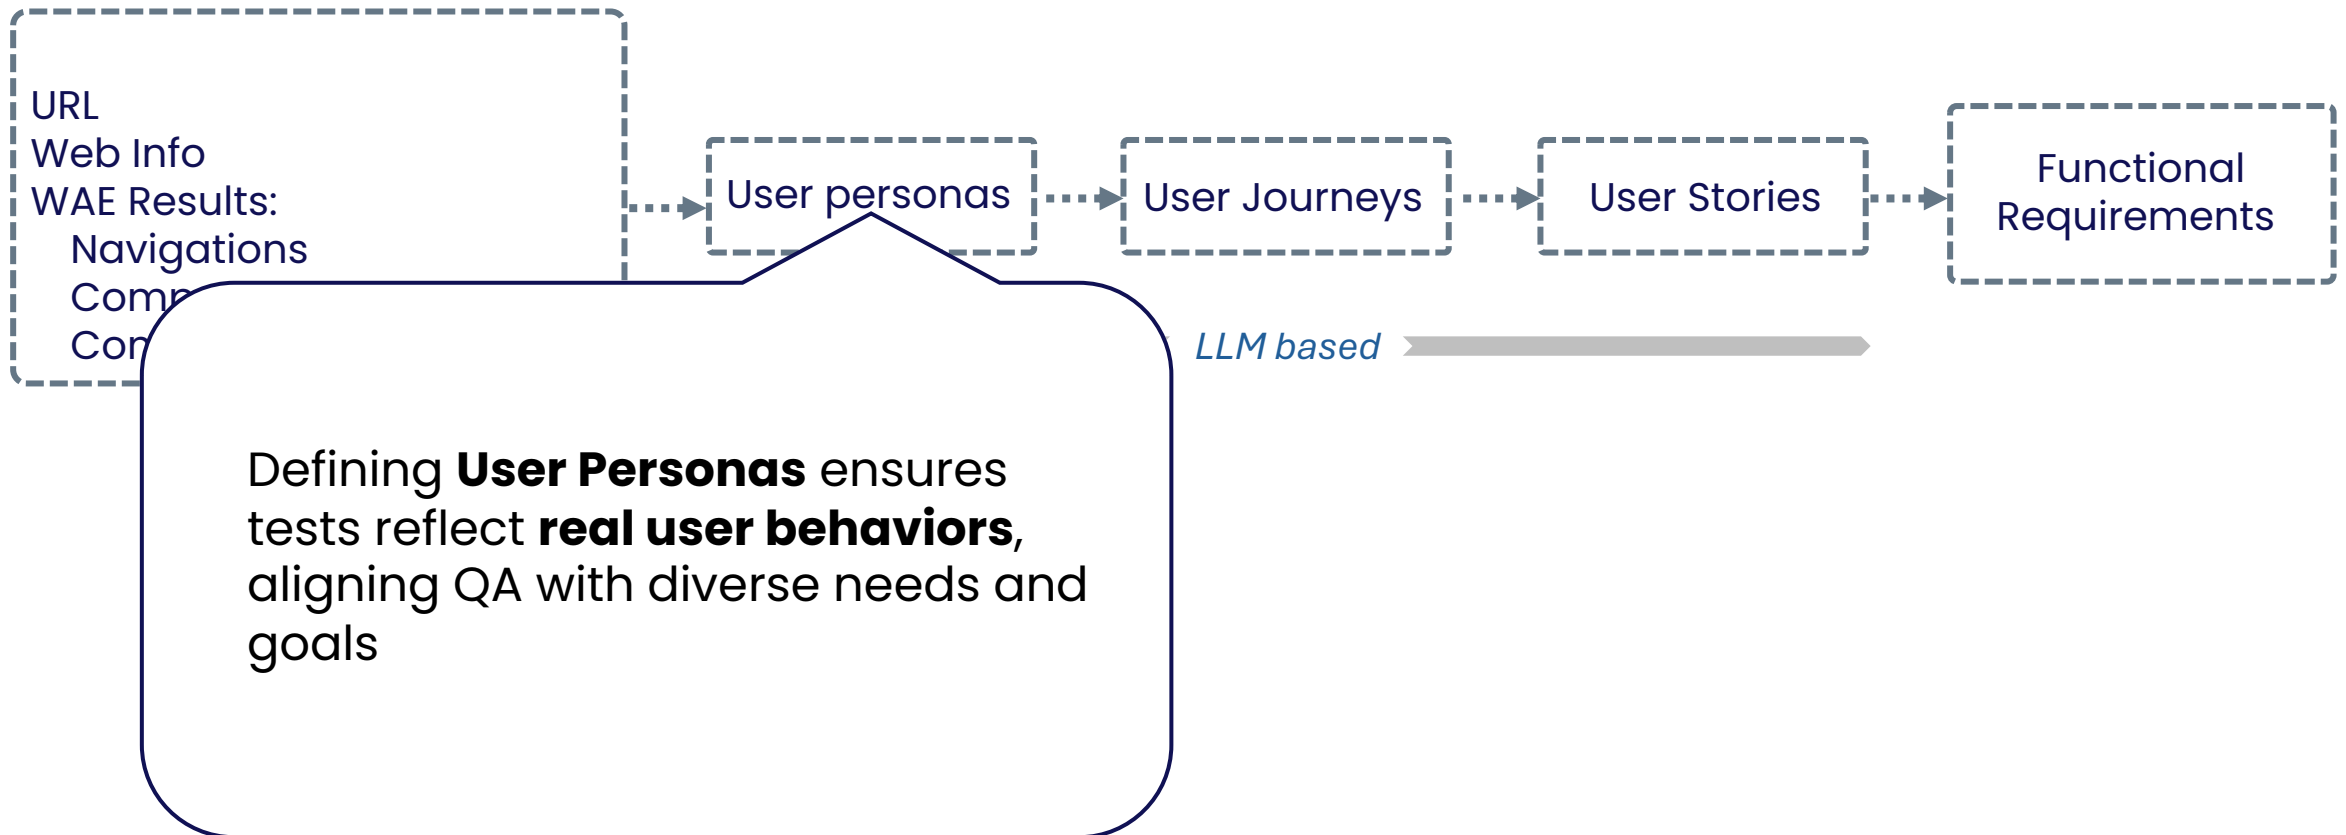 URL
Web Info
WAE Results:
Navigations
User personas
User Journeys
User Stories
Functional
Requirements
LLM based
Defining User Personas ensures
tests reflect real user behaviors,
aligning QA with diverse needs and
goals